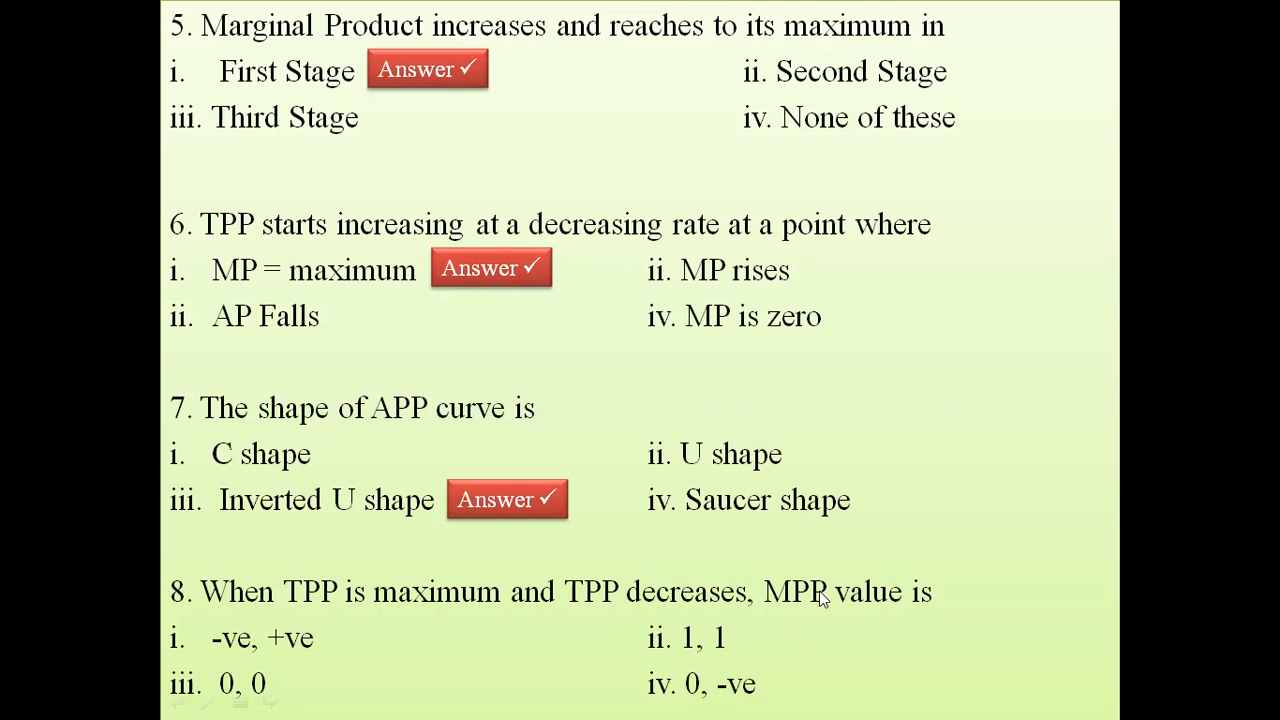 5. Marginal Product increases and reaches to its maximum in
i. First Stage Answer ✓ ii. Second Stage
iii. Third Stage iv. None of these
6. TPP starts increasing at a decreasing rate at a point where
i. MP = maximum Answer ✓ ii. MP rises
ii. AP Falls iv. MP is zero
7. The shape of APP curve is
i. C shape ii. U shape
iii. Inverted U shape Answer ✓ iv. Saucer shape
8. When TPP is maximum and TPP decreases, MPP value is
i. -ve, +ve ii. 1, 1
iii. 0, 0 iv. 0, -ve